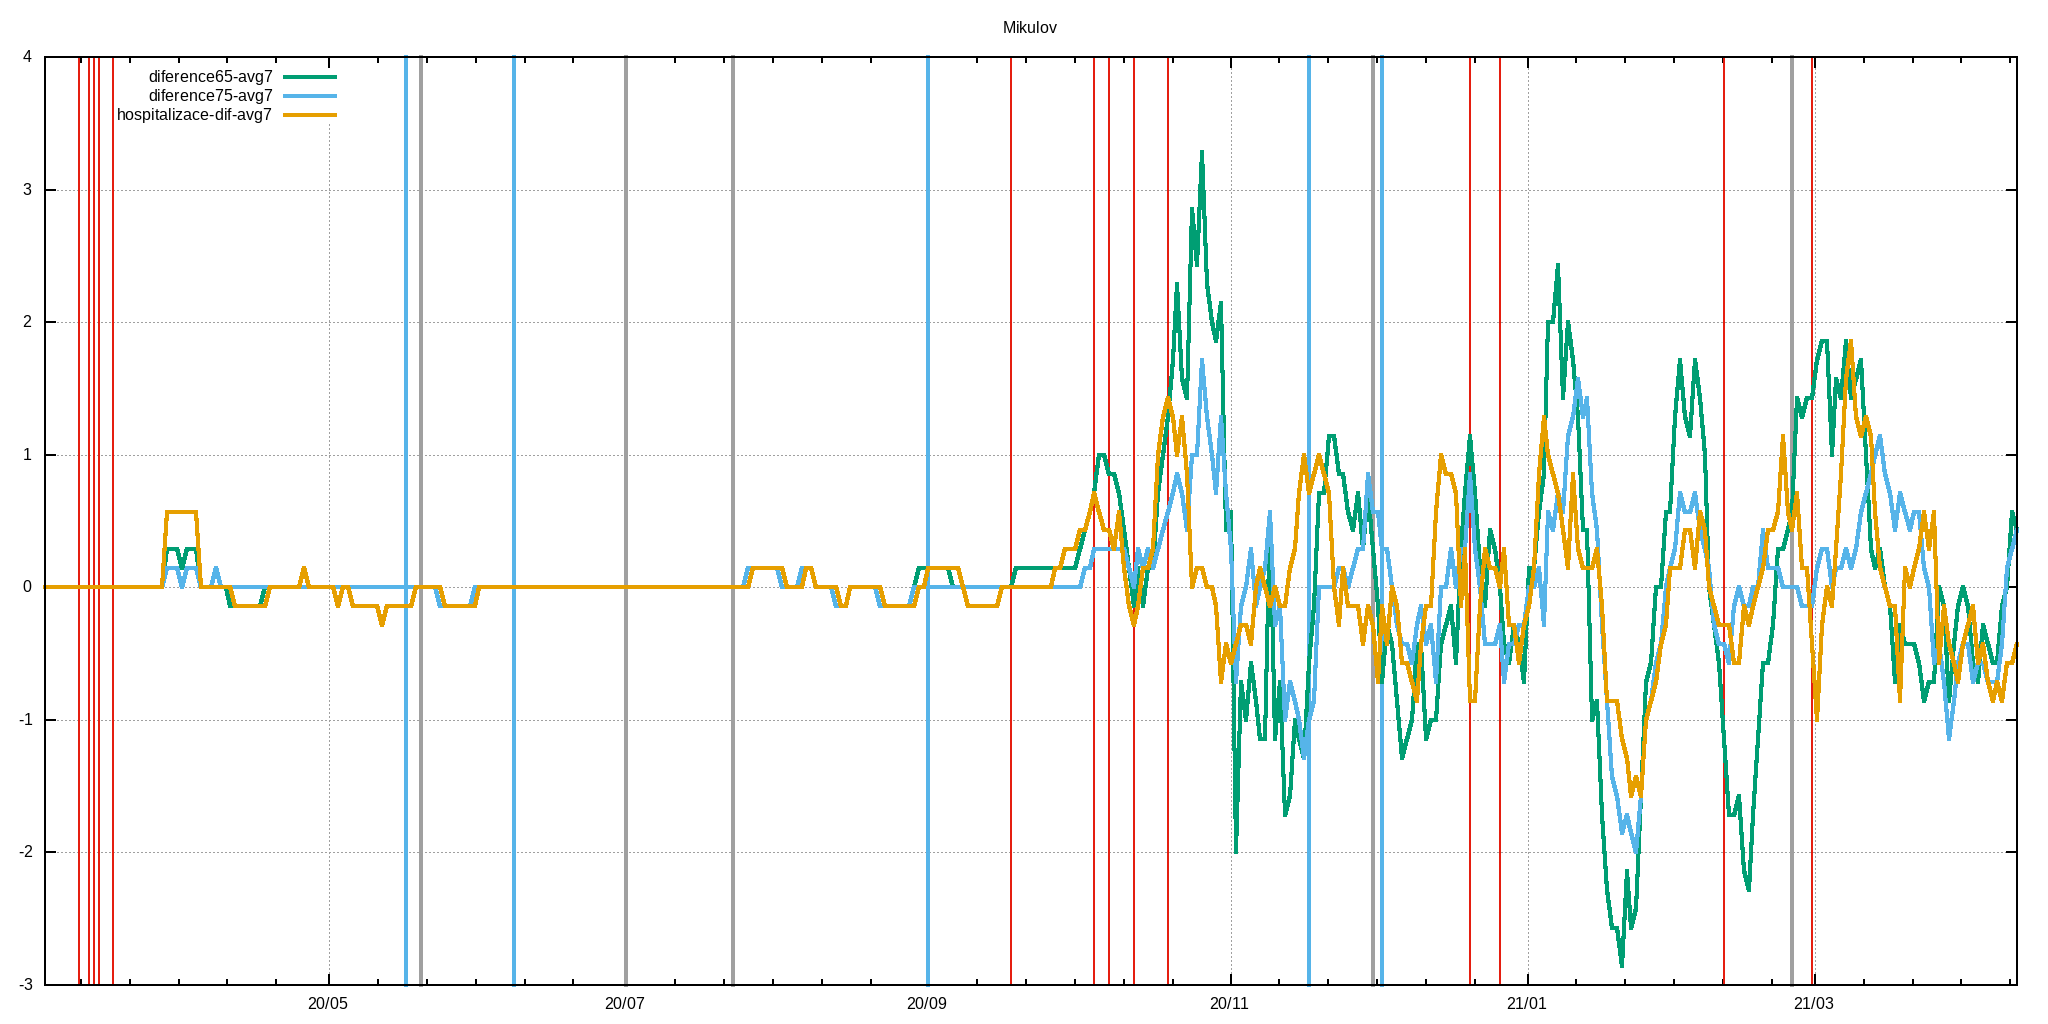 Mikulov
4
diference65-avg7
diference75-avg7
hospitalizace-dif-avg7
3
2
1
0
-1
-2
-3
20/05 20/07 20/09 20/11 21/01 21/03